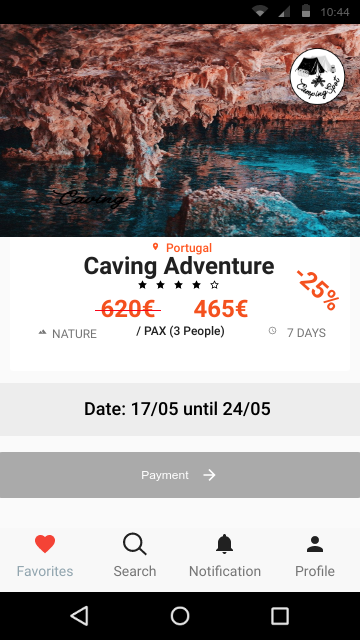 10:44
Camping Spot
Caving
Portugal
Caving Adventure
-25%
620€ 465€
NATURE / PAX (3 People) 7 DAYS
Date: 17/05 until 24/05
Payment
Favorites Search Notification Profile